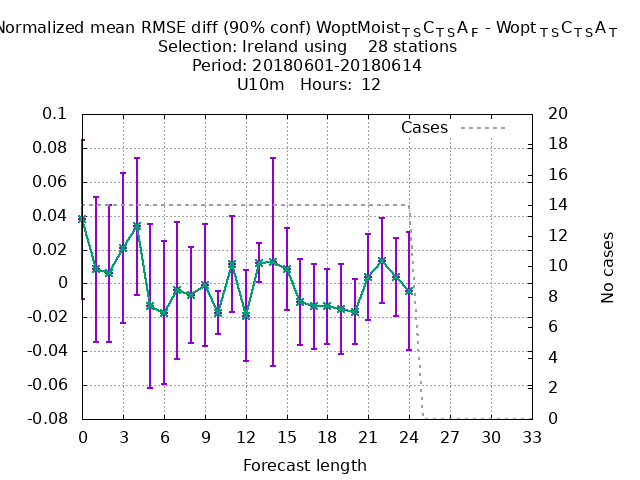 Normalized mean RMSE diff (90% conf) WoptMoistTSCTSAF - WoptTSCTSAT
Selection: Ireland using 28 stations
Period: 20180601-20180614
U10m Hours: 12
0.1
0.08
0.06
0.04
0.02
0
-0.02
-0.04
-0.06
-0.08
Cases
20
18
16
14
12
10
8
6
4
2
0
No cases
0 3 6 9 12 15 18 21 24 27 30 33
Forecast length